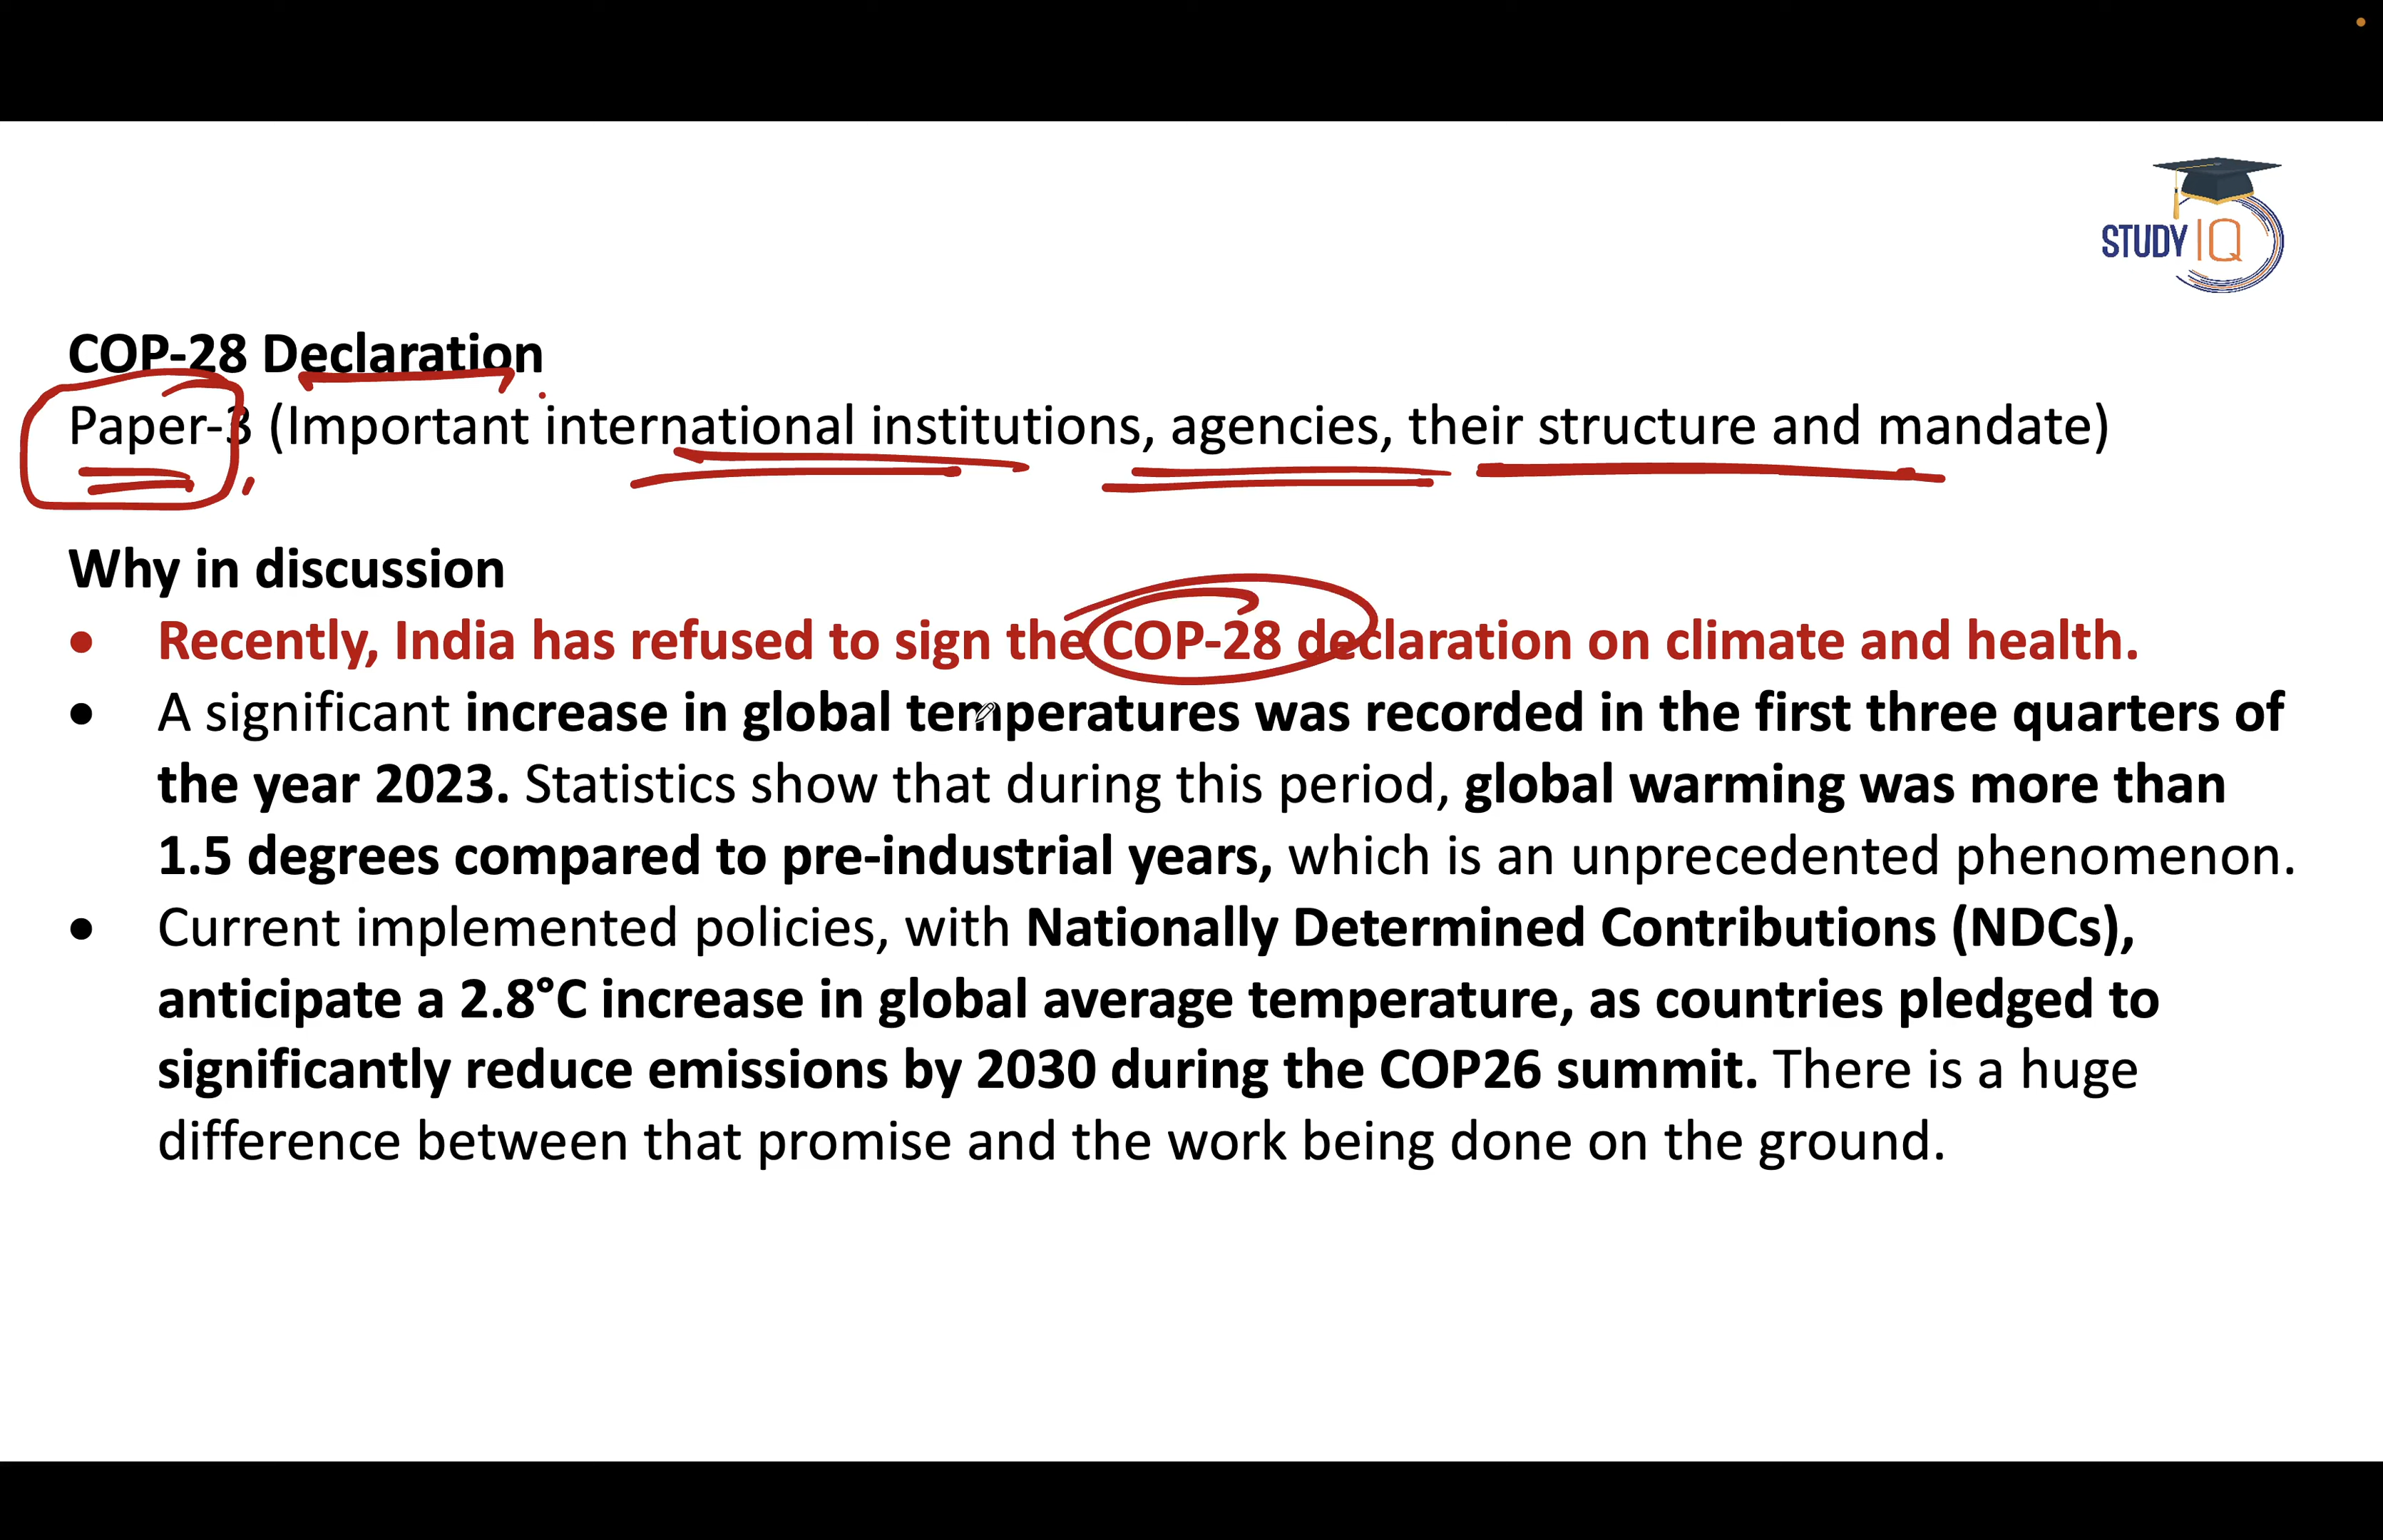 STUDY IQ
COP-28 Declaration
Paper-3 (Important international institutions, agencies, their structure and mandate)
Why in discussion
• Recently, India has refused to sign the COP-28 declaration on climate and health.
• A significant increase in global temperatures was recorded in the first three quarters of
the year 2023. Statistics show that during this period, global warming was more than
1.5 degrees compared to pre-industrial years, which is an unprecedented phenomenon.
• Current implemented policies, with Nationally Determined Contributions (NDCs),
anticipate a 2.8°C increase in global average temperature, as countries pledged to
significantly reduce emissions by 2030 during the COP26 summit. There is a huge
difference between that promise and the work being done on the ground.